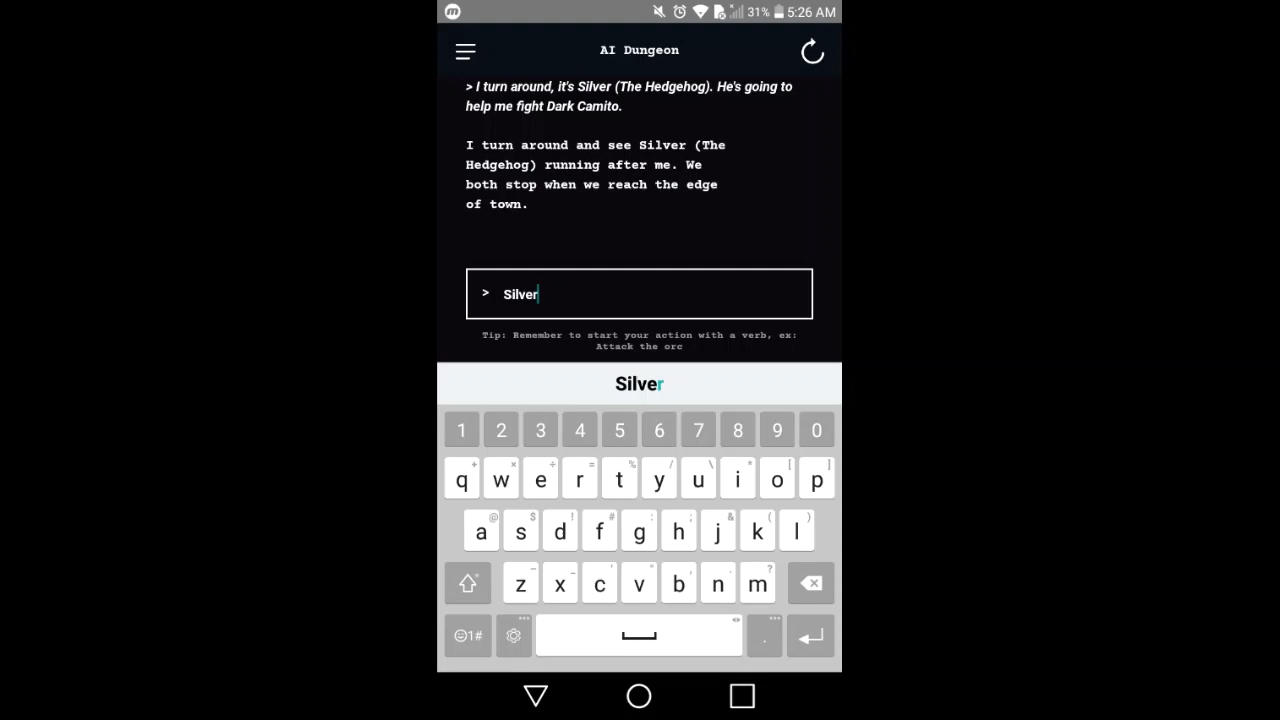 31% 5:26 AM
AI Dungeon
> I turn around, it's Silver (The Hedgehog). He's going to
help me fight Dark Camito.
I turn around and see Silver (The
Hedgehog) running after me. We
both stop when we reach the edge
of town.
> Silver
Tip: Remember to start your action with a verb, ex:
Attack the orc
Silver
1 2 3 4 5 6 7 8 9 0
q w e r t y u i o p
a s d f g h j k l
z x c v b n m
1# .